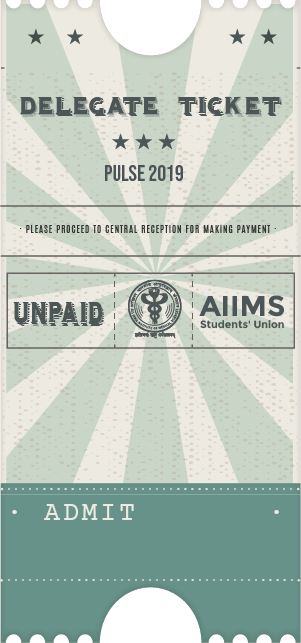 DELEGATE TICKET
PULSE 2019
· PLEASE PROCEED TO CENTRAL RECEPTION FOR MAKING PAYMENT ·
UNPAID
AIIMS
Students' Union
ADMIT